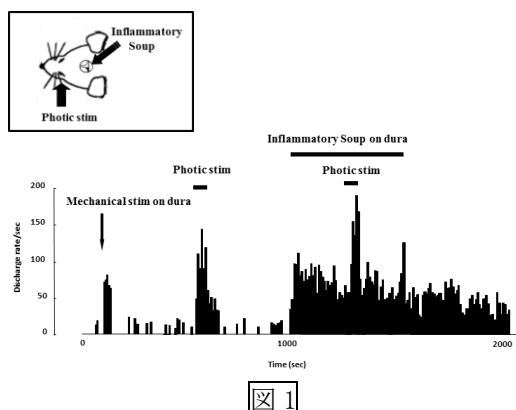 Inflammatory
Soup
Photic stim
Inflammatory Soup on dura
Photic stim
Photic stim
Mechanical stim on dura
Discharge rate/sec
200
150
100
50
0
0
1000
2000
Time (sec)
図 1